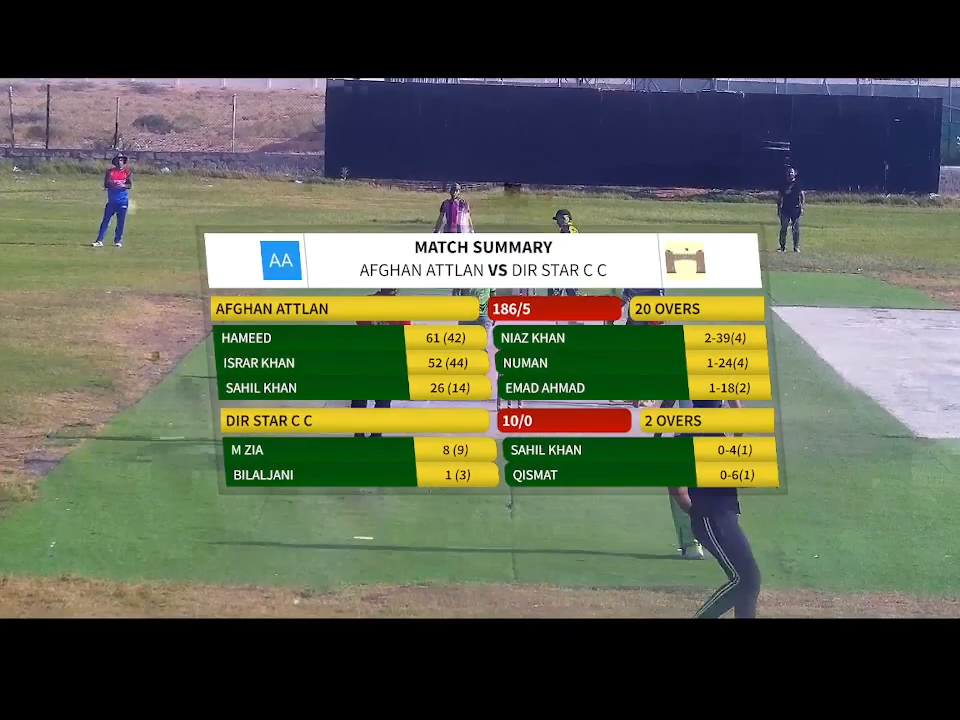 MATCH SUMMARY
AA
AFGHAN ATTLAN VS DIR STAR C C
AFGHAN ATTLAN 186/5 20 OVERS
HAMEED 61 (42) NIAZ KHAN 2-39(4)
ISRAR KHAN 52 (44) NUMAN 1-24(4)
SAHIL KHAN 26 (14) EMAD AHMAD 1-18(2)
DIR STAR C C 10/0 2 OVERS
M ZIA 8 (9) SAHIL KHAN 0-4(1)
BILALJANI 1 (3) QISMAT 0-6(1)